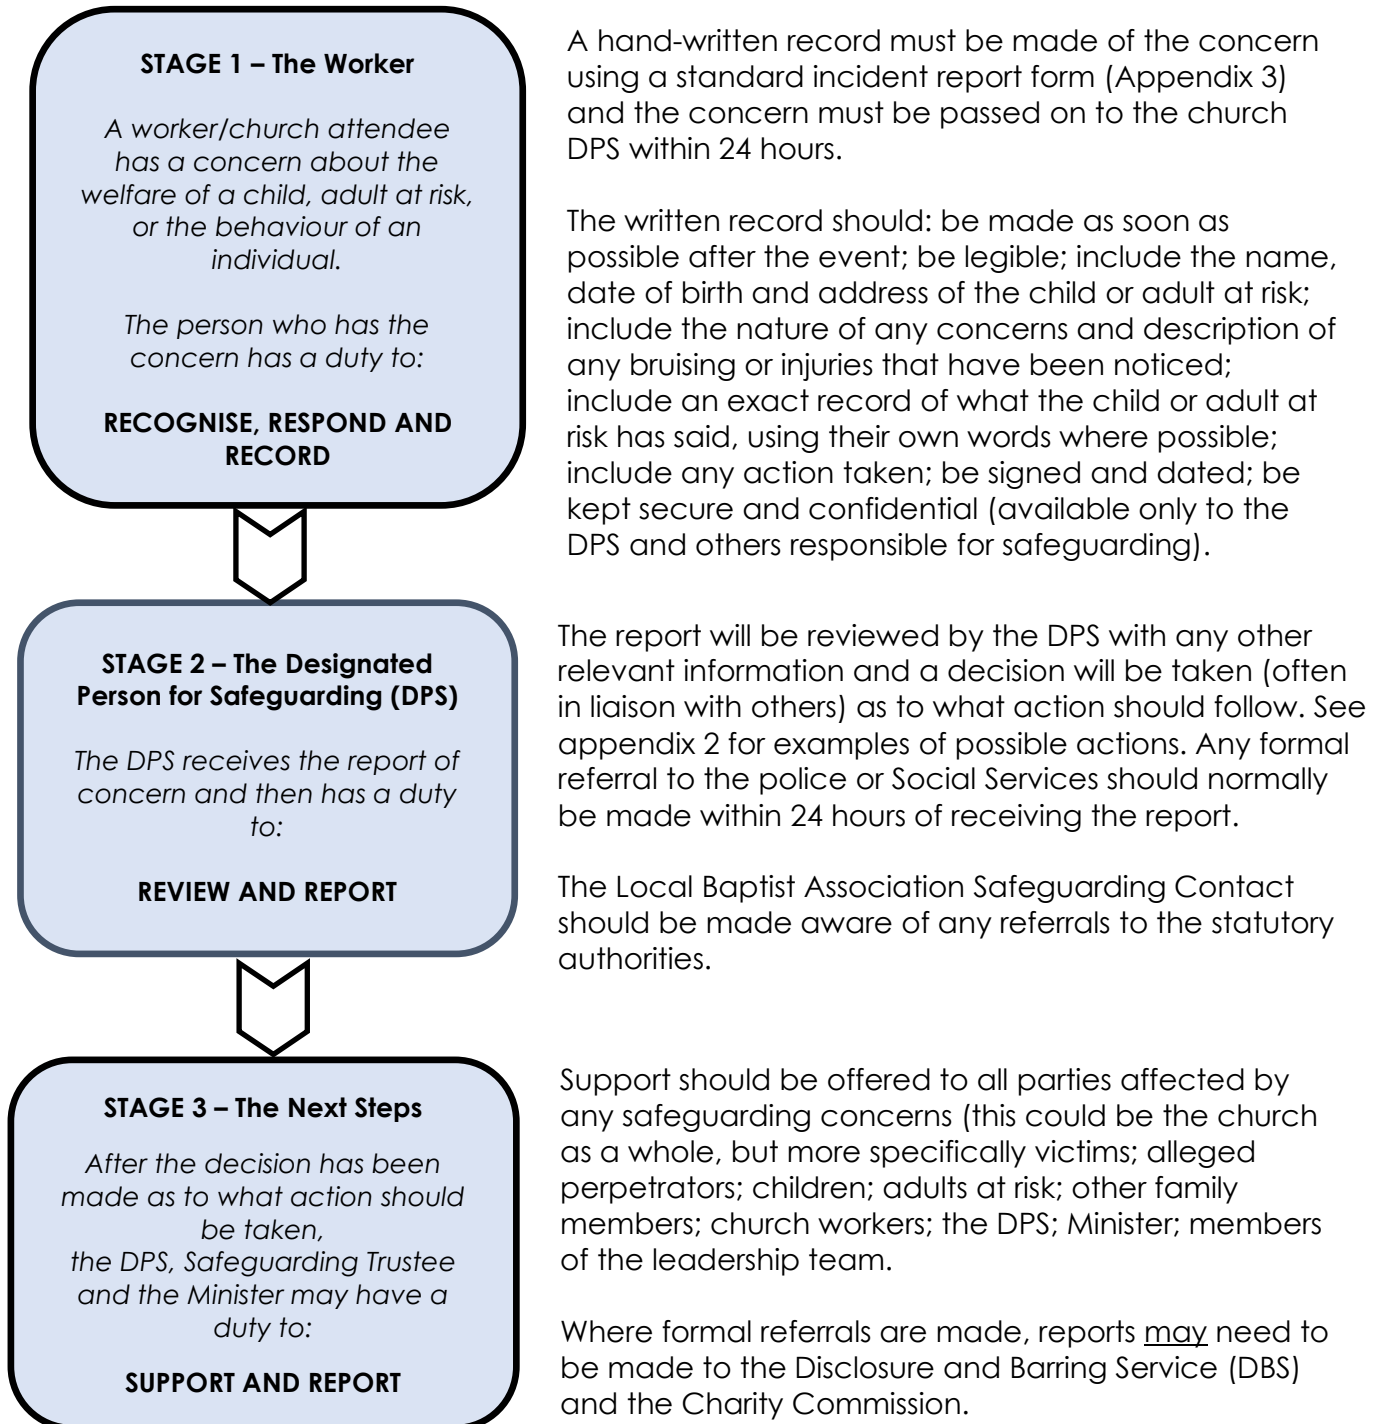 STAGE 1 – The Worker
A worker/church attendee
has a concern about the
welfare of a child, adult at risk,
or the behaviour of an
individual.
The person who has the
concern has a duty to:
RECOGNISE, RESPOND AND
RECORD
A hand-written record must be made of the concern
using a standard incident report form (Appendix 3)
and the concern must be passed on to the church
DPS within 24 hours.
The written record should: be made as soon as
possible after the event; be legible; include the name,
date of birth and address of the child or adult at risk;
include the nature of any concerns and description of
any bruising or injuries that have been noticed;
include an exact record of what the child or adult at
risk has said, using their own words where possible;
include any action taken; be signed and dated; be
kept secure and confidential (available only to the
DPS and others responsible for safeguarding).
STAGE 2 – The Designated
Person for Safeguarding (DPS)
The DPS receives the report of
concern and then has a duty
to:
REVIEW AND REPORT
The report will be reviewed by the DPS with any other
relevant information and a decision will be taken (often
in liaison with others) as to what action should follow. See
appendix 2 for examples of possible actions. Any formal
referral to the police or Social Services should normally
be made within 24 hours of receiving the report.
The Local Baptist Association Safeguarding Contact
should be made aware of any referrals to the statutory
authorities.
STAGE 3 – The Next Steps
After the decision has been
made as to what action should
be taken,
the DPS, Safeguarding Trustee
and the Minister may have a
duty to:
SUPPORT AND REPORT
Support should be offered to all parties affected by
any safeguarding concerns (this could be the church
as a whole, but more specifically victims; alleged
perpetrators; children; adults at risk; other family
members; church workers; the DPS; Minister; members
of the leadership team.
Where formal referrals are made, reports may need to
be made to the Disclosure and Barring Service (DBS)
and the Charity Commission.